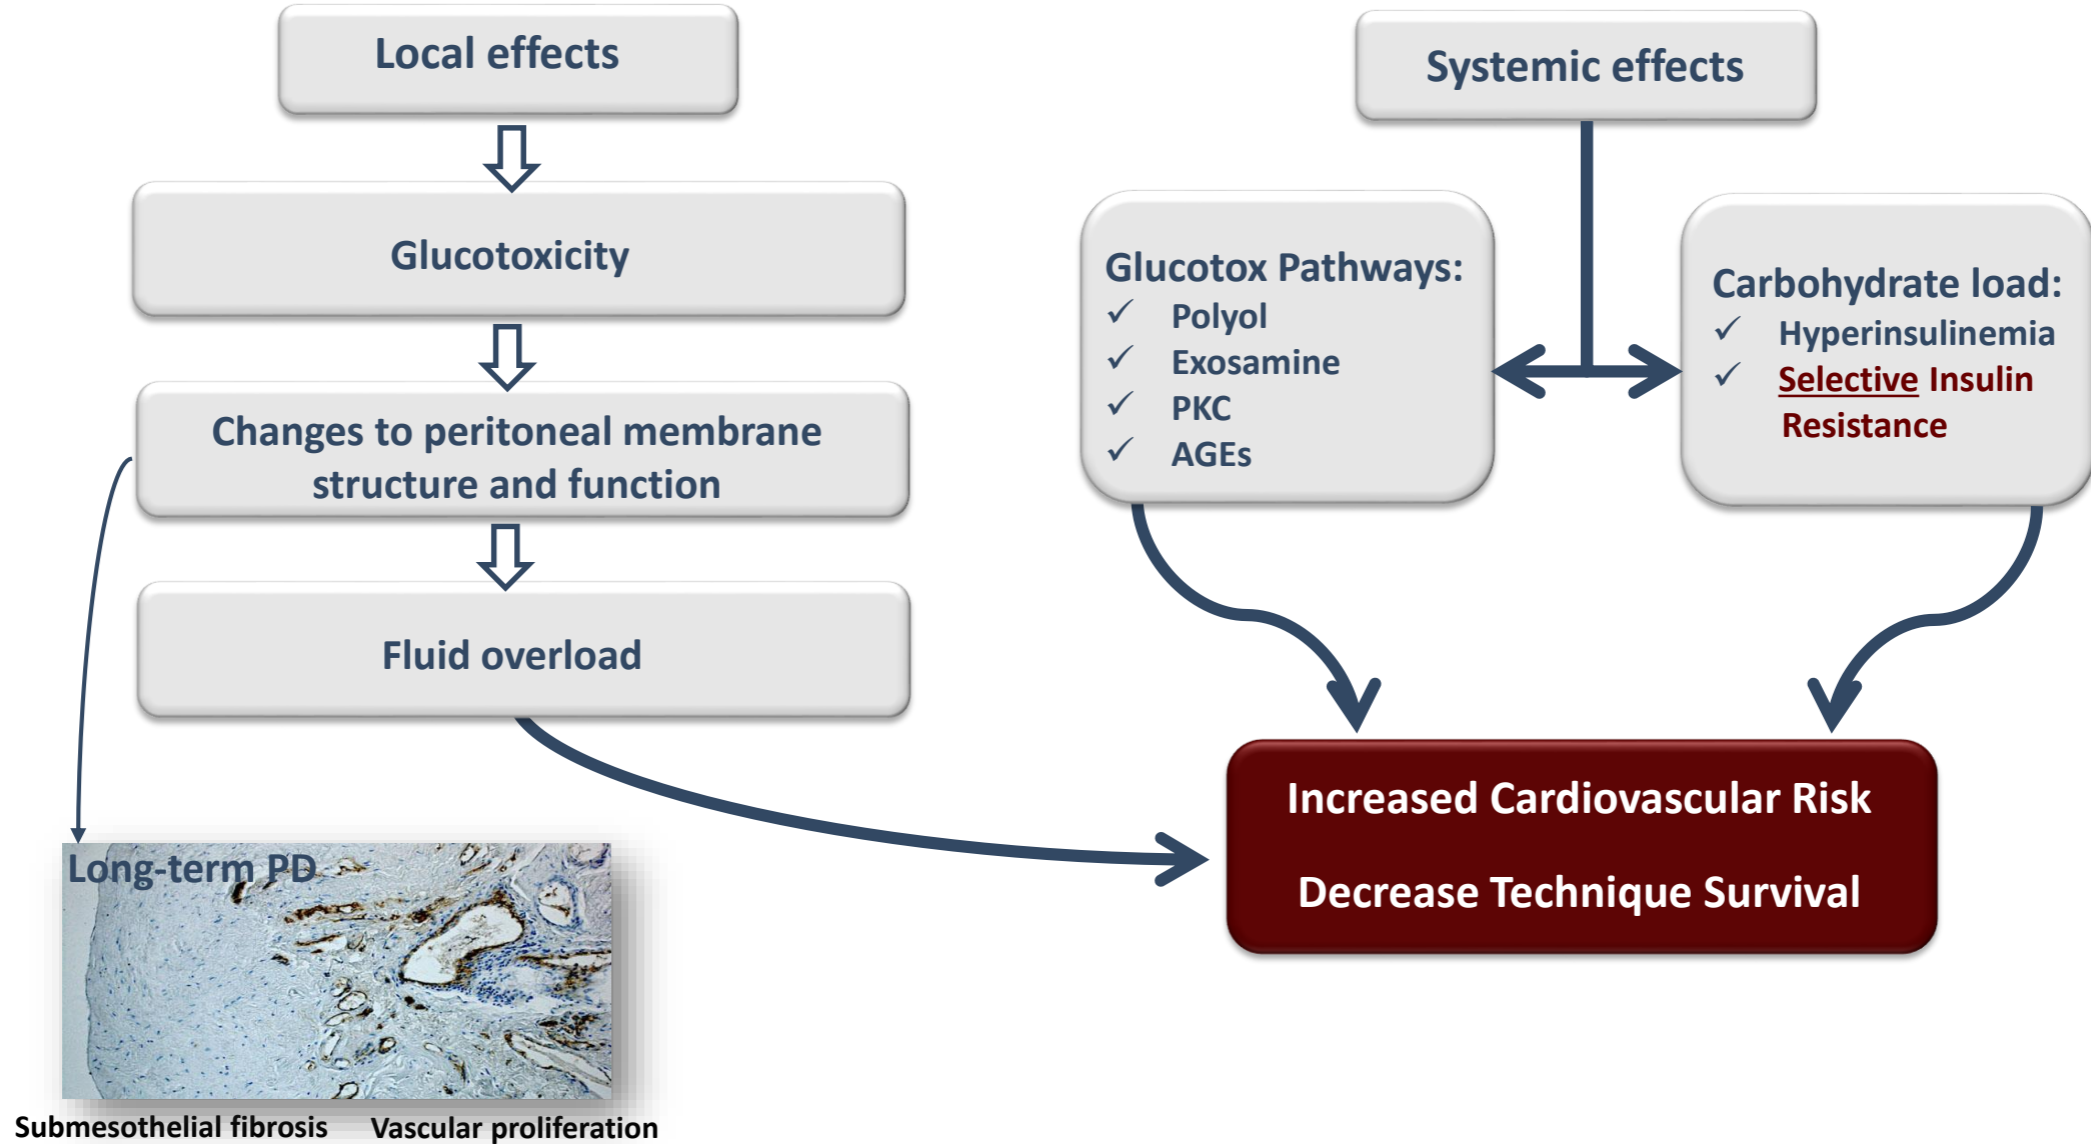 Local effects
Glucotoxicity
Changes to peritoneal membrane
structure and function
Fluid overload
Long-term PD
Submesothelial fibrosis
Vascular proliferation
Systemic effects
Glucotox Pathways:
✓ Polyol
✓ Exosamine
✓ PKC
✓ AGEs
Carbohydrate load:
✓ Hyperinsulinemia
✓ Selective Insulin
Resistance
Increased Cardiovascular Risk
Decrease Technique Survival